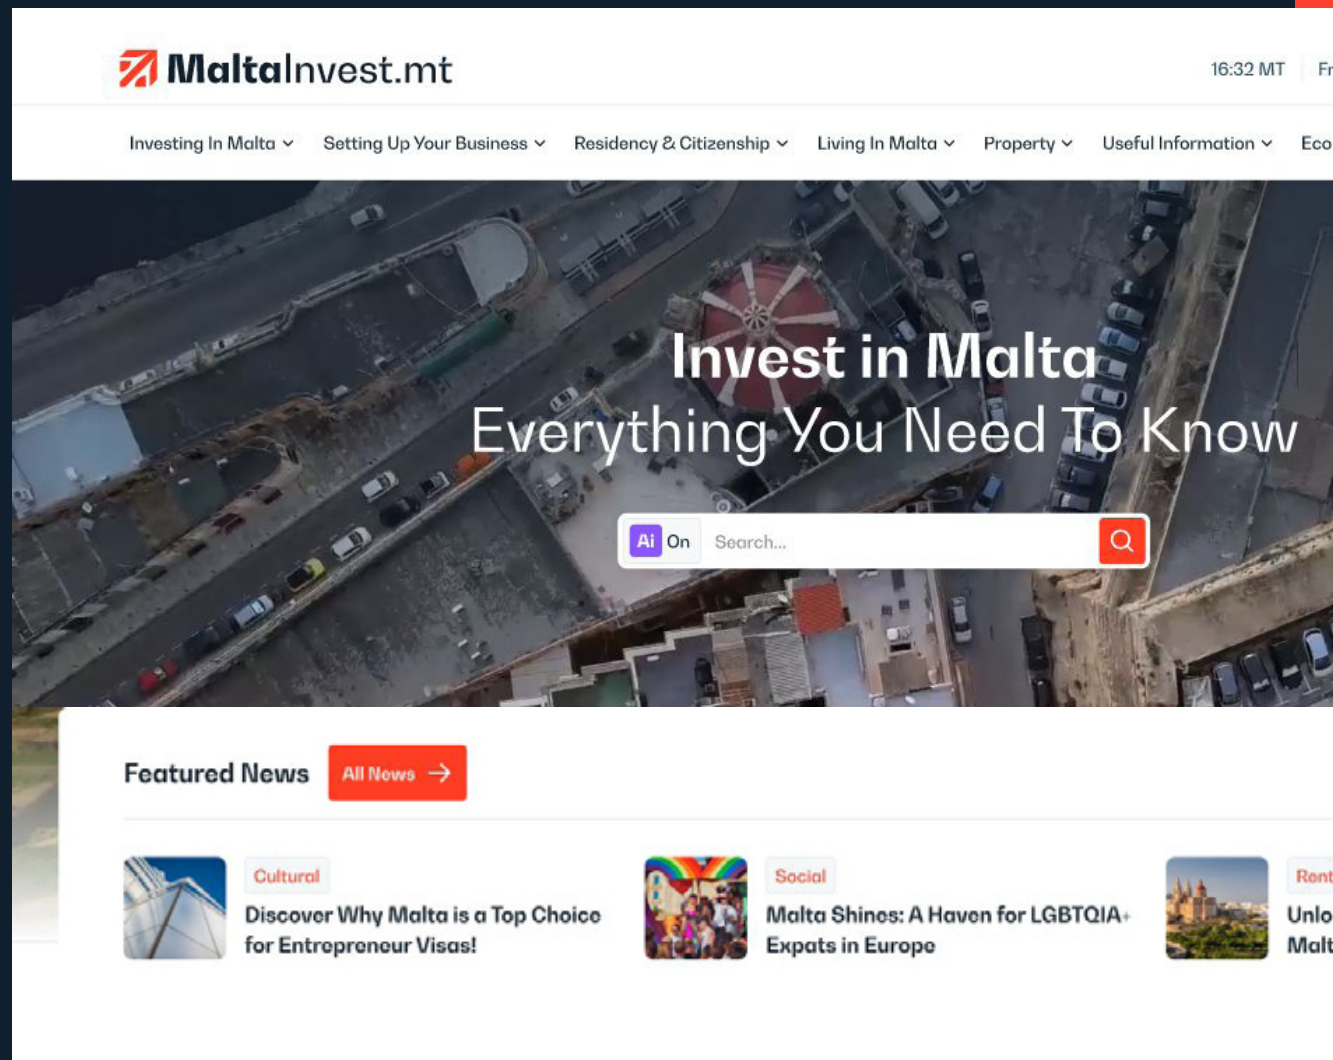 MaltaInvest.mt
16:32 MT
Investing In Malta
Setting Up Your Business
Residency & Citizenship
Living In Malta
Property
Useful Information
Invest in Malta
Everything You Need To Know
Ai On Search...
Featured News
All News
Cultural
Discover Why Malta is a Top Choice
for Entrepreneur Visas!
Social
Malta Shines: A Haven for LGBTQIA+
Expats in Europe